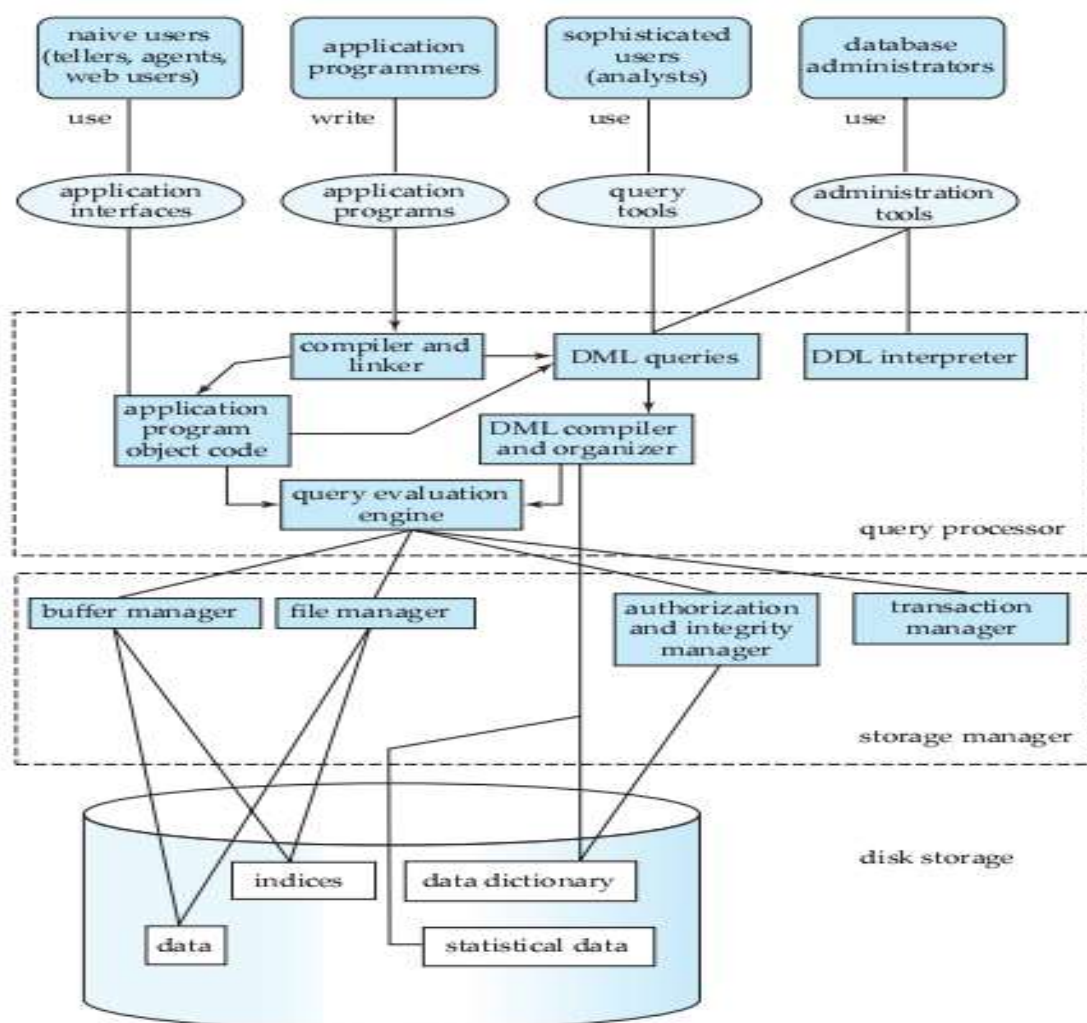 naive users
(tellers, agents,
web users)
application
programmers
sophisticated
users
(analysts)
database
administrators
use
write
use
use
application
interfaces
application
programs
query
tools
administration
tools
compiler and
linker
DML queries
DDL interpreter
application
program
object code
DML compiler
and organizer
query evaluation
engine
query processor
buffer manager
file manager
authorization
and integrity
manager
transaction
manager
storage manager
disk storage
indices
data dictionary
data
statistical data